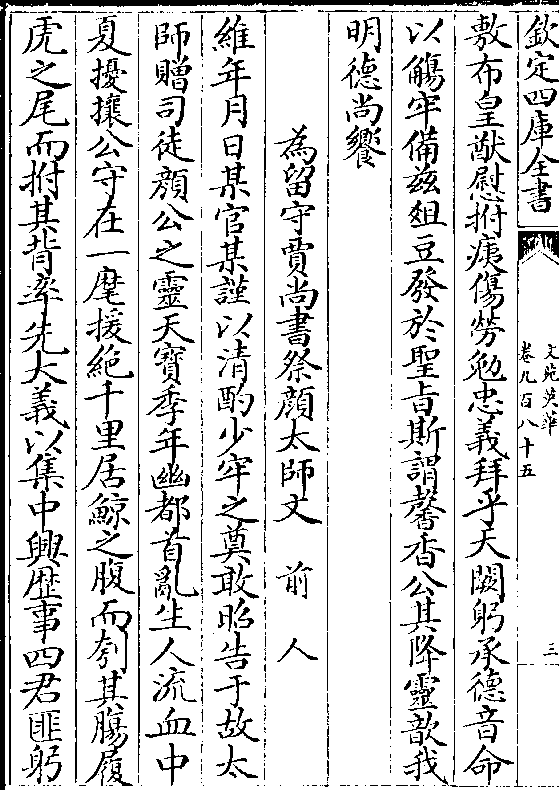 欽定四庫全書
文苑英華
卷九百八十五
三
敷布皇猷慰拊痍傷勞勉忠義拜乎天闕躬承德音命
以觴牢備茲俎豆發於聖旨斯謂馨香公其降靈歆我
明德尚饗
為留守賈尚書祭顔太師文 前人
維年月日某官某謹以清酌少牢之奠敢昭告于故太
師贈司徒顔公之靈天寶季年幽都首亂生人流血中
夏擾攘公守在一麾援絶千里居鯨之腹而刳其膓履
虎之尾而拊其背率先大義以集中興歴事四君匪躬